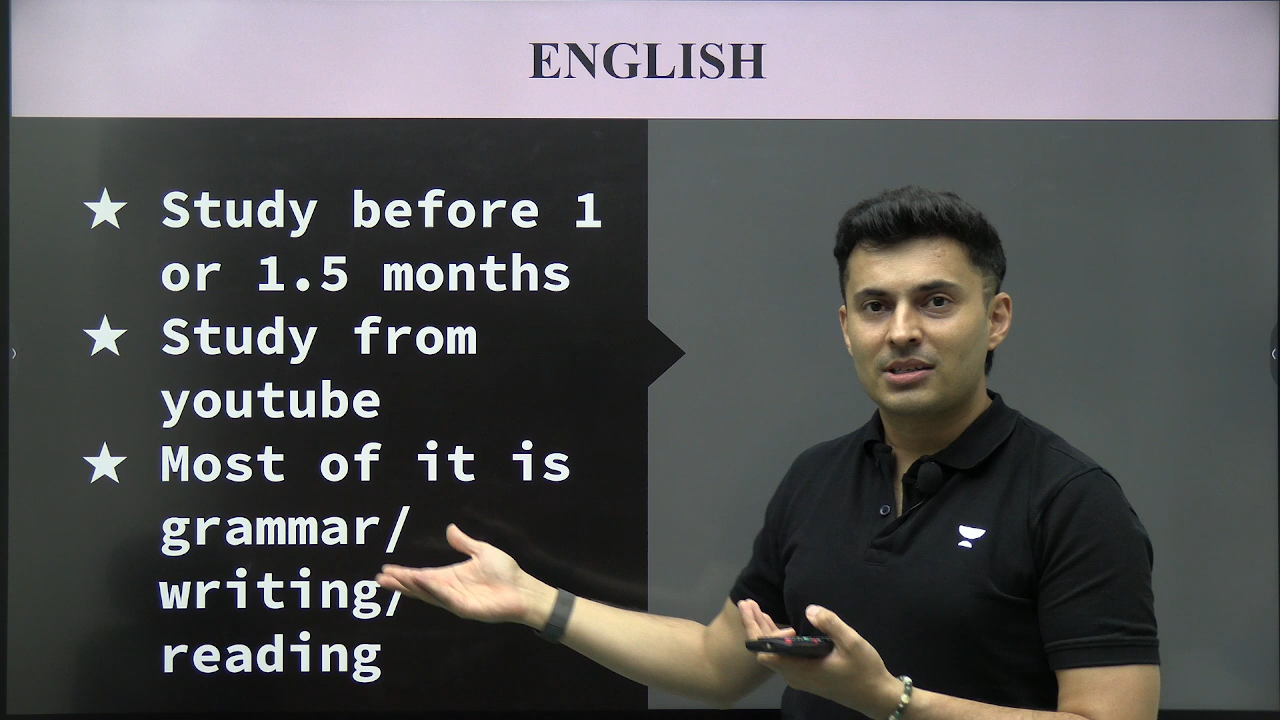 ENGLISH
★ Study before 1
or 1.5 months
★ Study from
youtube
★ Most of it is
grammar/
writing/
reading